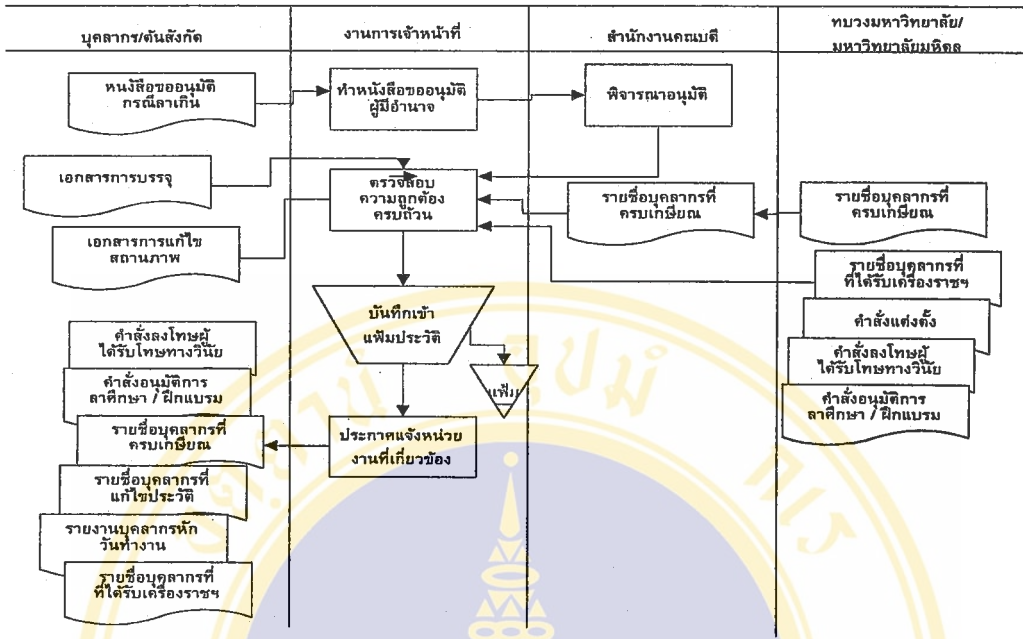 บุคลากร/ต้นสังกัด
งานการเจ้าหน้าที่
สำนักงานคณบดี
ทบวงมหาวิทยาลัย/
มหาวิทยาลัยมหิดล
หนังสือขออนุมัติ
กรณีลาเกิน
ทำหนังสือขออนุมัติ
ผู้มีอำนาจ
พิจารณาอนุมัติ
เอกสารการบรรจุ
ตรวจสอบ
ความถูกต้อง
ครบถ้วน
รายชื่อบุคลากรที่
ครบเกษียณ
รายชื่อบุคลากรที่
ครบเกษียณ
เอกสารการแก้ไข
สถานภาพ
รายชื่อบุคลากรที่
ที่ได้รับเครื่องราชฯ
คำสั่งแต่งตั้ง
คำสั่งลงโทษผู้
ได้รับโทษทางวินัย
คำสั่งอนุมัติการ
ลาศึกษา / ฝึกแบรม
บันทึกเข้า
แฟ้มประวัติ
แฟ้ม
คำสั่งลงโทษผู้
ได้รับโทษทางวินัย
คำสั่งอนุมัติการ
ลาศึกษา / ฝึกแบรม
รายชื่อบุคลากรที่
ครบเกษียณ
ประกาศแจ้งหน่วย
งานที่เกี่ยวข้อง
รายชื่อบุคลากรที่
แก้ไขประวัติ
รายงานบุคลากรหัก
วันทำงาน
รายชื่อบุคลากรที่
ที่ได้รับเครื่องราชฯ